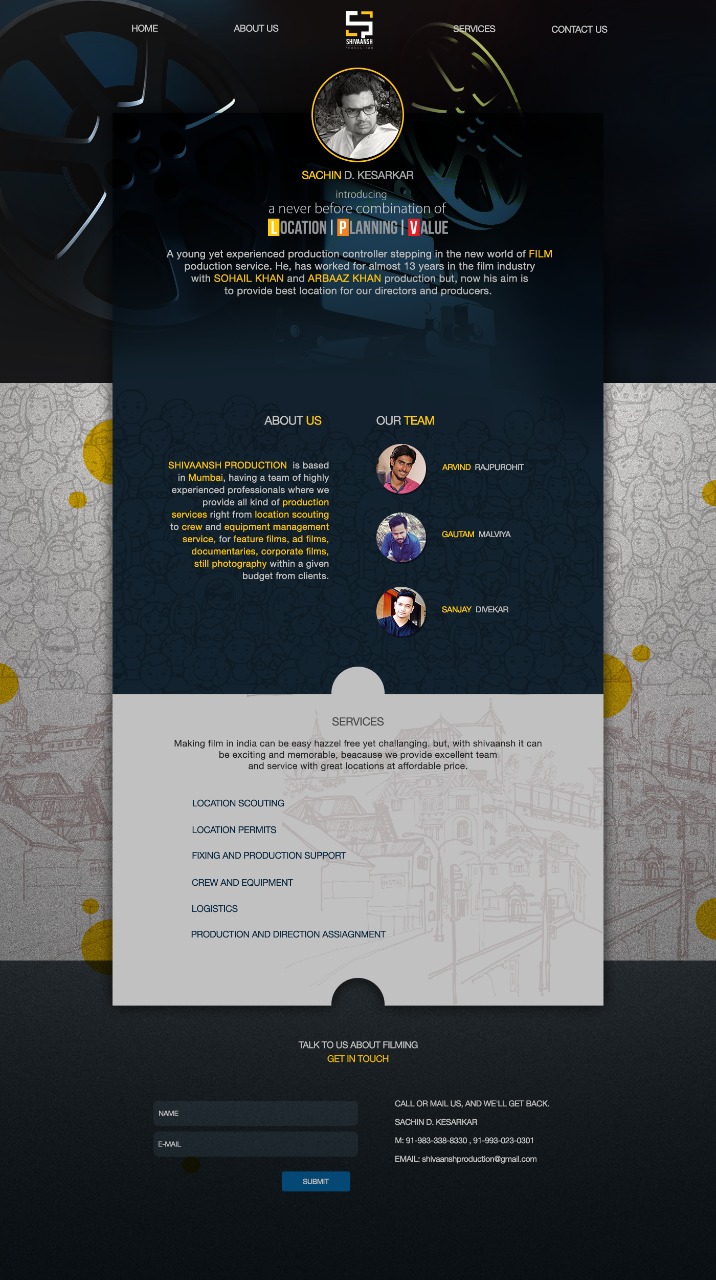 HOME
ABOUT US
SHIVAANSH
SERVICES
CONTACT US
SACHIN D. KESARKAR
introducing
a never before combination of
LOCATION | PLANNING | VALUE
A young yet experienced production controller stepping in the new world of FILM
poduction service. He, has worked for almost 13 years in the film industry
with SOHAIL KHAN and ARBAAZ KHAN production but, now his aim is
to provide best location for our directors and producers.
ABOUT US
SHIVAANSH PRODUCTION is based
in Mumbai, having a team of highly
experienced professionals where we
provide all kind of production
services right from location scouting
to crew and equipment management
service, for feature films, ad films,
documentaries, corporate films,
still photography within a given
budget from clients.
OUR TEAM
ARVIND RAJPUROHIT
GAUTAM MALVIYA
SANJAY DIVEKAR
SERVICES
Making film in india can be easy hazzel free yet challanging. but, with shivaansh it can
be exciting and memorable, beacause we provide excellent team
and service with great locations at affordable price.
LOCATION SCOUTING
LOCATION PERMITS
FIXING AND PRODUCTION SUPPORT
CREW AND EQUIPMENT
LOGISTICS
PRODUCTION AND DIRECTION ASSIAGNMENT
TALK TO US ABOUT FILMING
GET IN TOUCH
NAME
E-MAIL
SUBMIT
CALL OR MAIL US, AND WE'LL GET BACK.
SACHIN D. KESARKAR
M: 91-983-338-8330 , 91-993-023-0301
EMAIL: shivaanshproduction@gmail.com